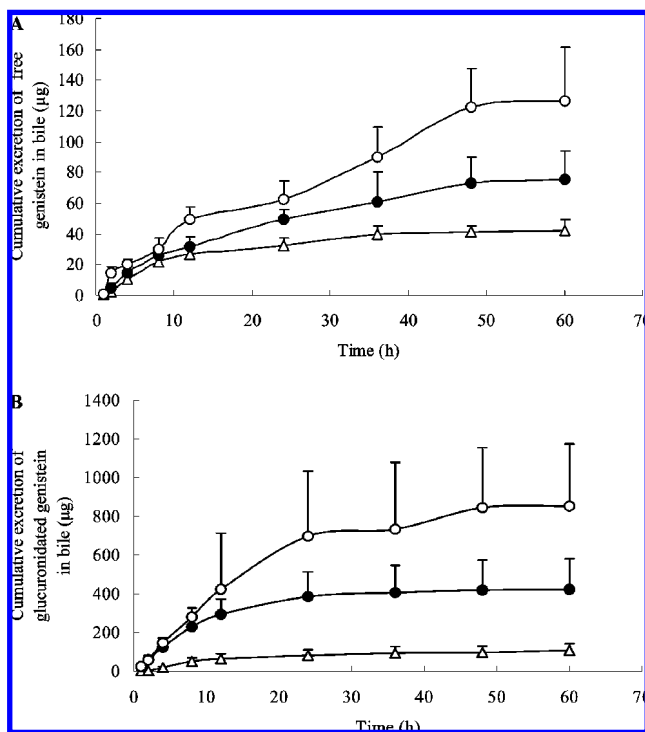 A
Cumulative excretion of free
genistein in bile (µg)
180
160
140
120
100
80
60
40
20
0
0 10 20 30 40 50 60 70
Time (h)
B
Cumulative excretion of
glucuronidated genistein
in bile (µg)
1400
1200
1000
800
600
400
200
0
0 10 20 30 40 50 60 70
Time (h)